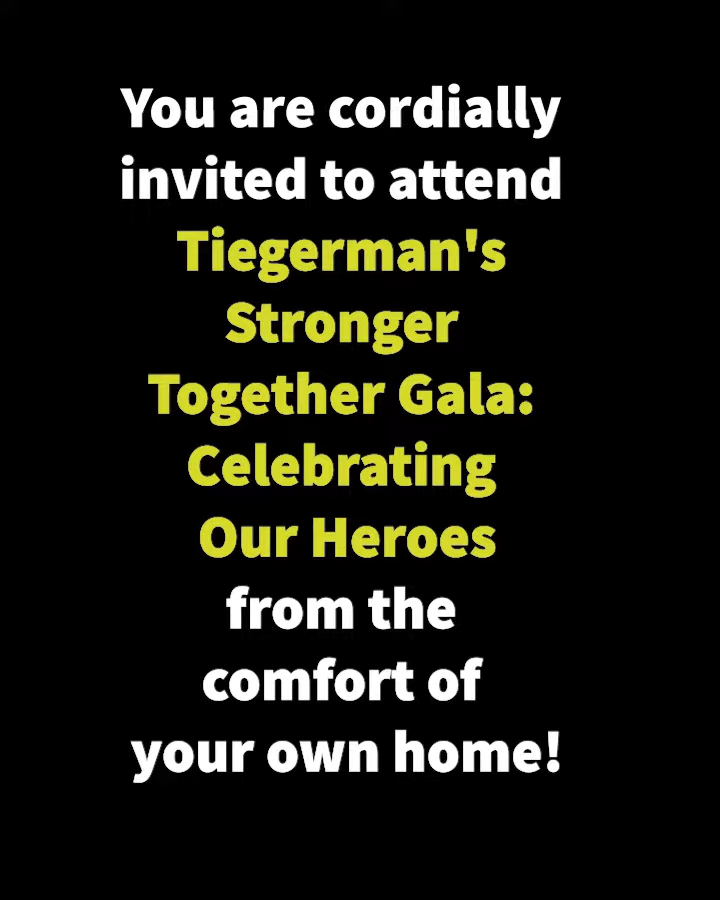 You are cordially
invited to attend
Tiegerman's
Stronger
Together Gala:
Celebrating
Our Heroes
from the
comfort of
your own home!